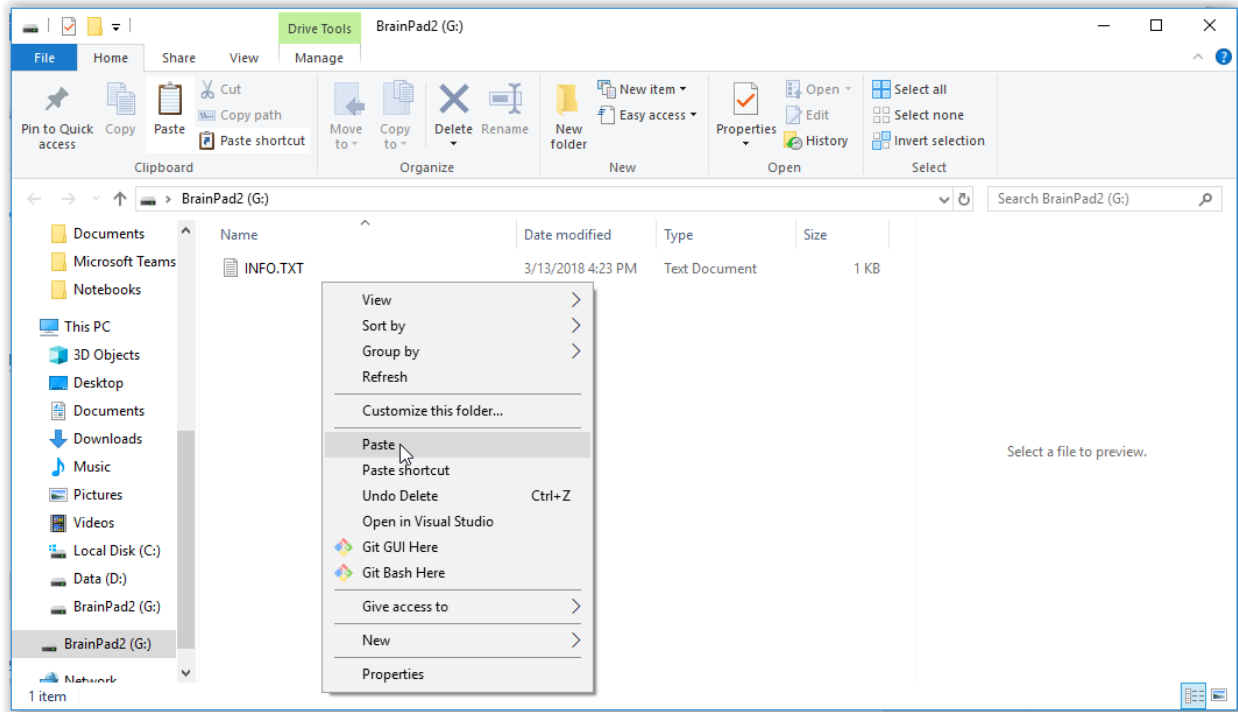 Drive Tools BrainPad2 (G:)
File Home Share View Manage
Pin to Quick access
Copy
Paste
Cut
Copy path
Paste shortcut
Clipboard
Move to
Copy to
Delete
Rename
Organize
New folder
New item
Easy access
New
Properties
Open
Edit
History
Open
Select all
Select none
Invert selection
Select
BrainPad2 (G:)
Search BrainPad2 (G:)
Documents
Microsoft Teams
Notebooks
This PC
3D Objects
Desktop
Documents
Downloads
Music
Pictures
Videos
Local Disk (C:)
Data (D:)
BrainPad2 (G:)
BrainPad2 (G:)
Network
Name Date modified Type Size
INFO.TXT 3/13/2018 4:23 PM Text Document 1 KB
View
Sort by
Group by
Refresh
Customize this folder...
Paste
Paste shortcut
Undo Delete Ctrl+Z
Open in Visual Studio
Git GUI Here
Git Bash Here
Give access to
New
Properties
Select a file to preview.
1 item